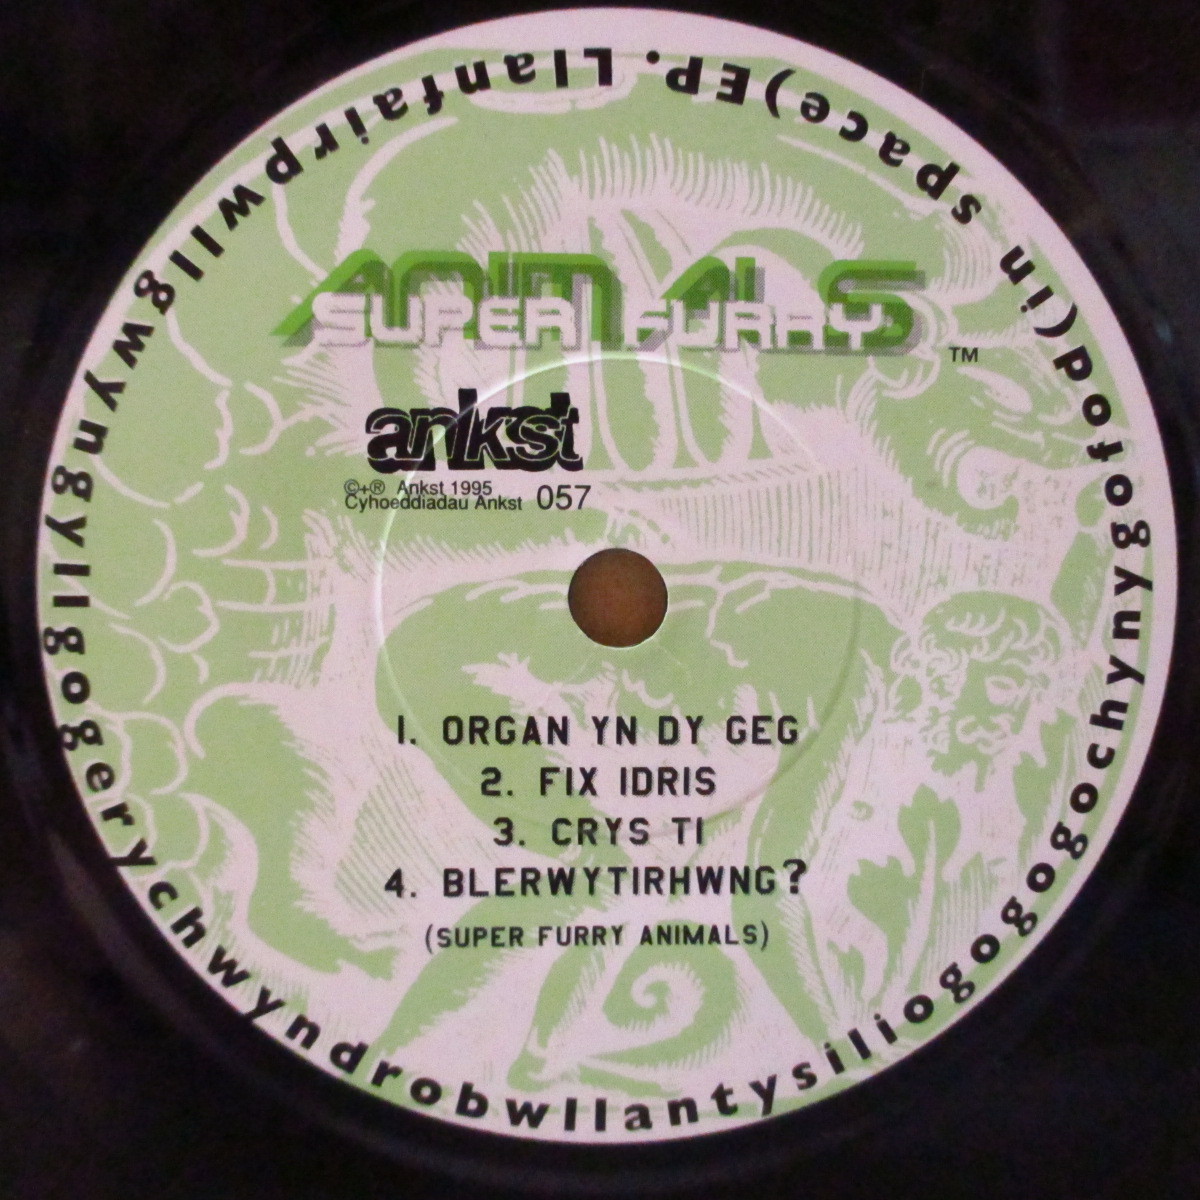 Llanfairpwllgwyngyllgogerychwyndrobwllantysiliogogogochynygofod(in space)EP.
SUPER FURRY ANIMALS ™
ankst
©+® Ankst 1995
Cyhoeddiadau Ankst 057
1. ORGAN YN DY GEG
2. FIX IDRIS
3. CRYS TI
4. BLERWYTIRHWNG?
(SUPER FURRY ANIMALS)